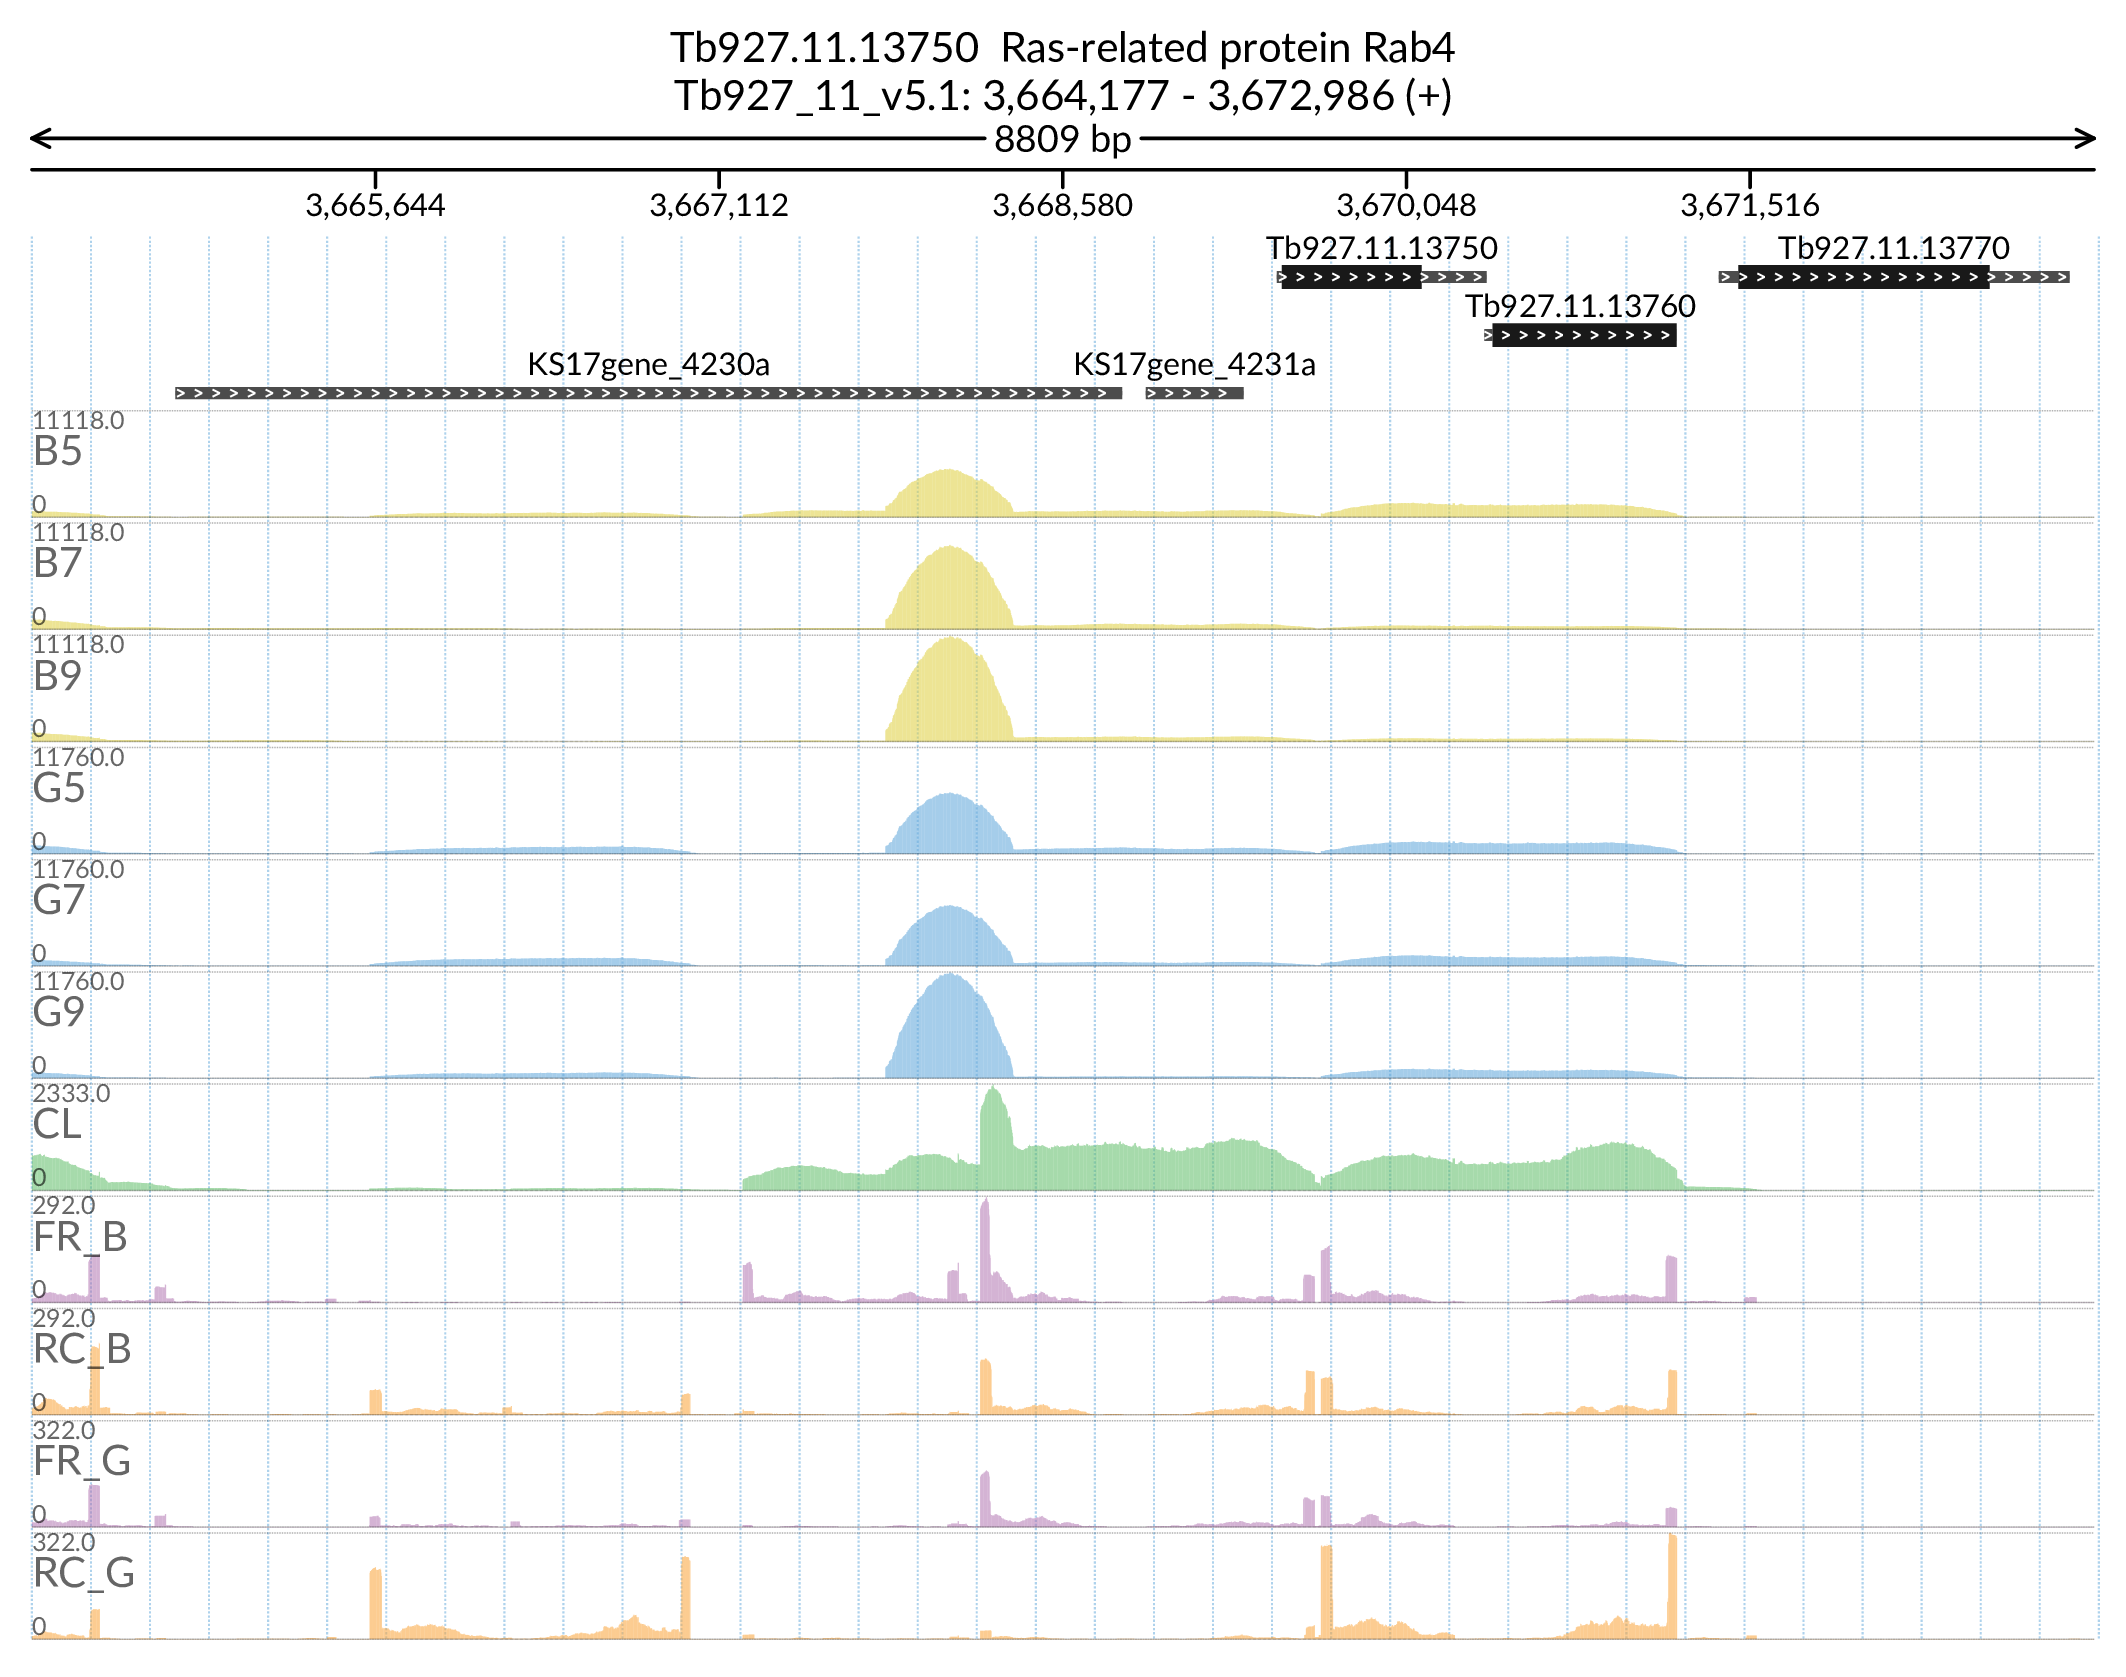 Tb927.11.13750  Ras-related protein Rab4
Tb927_11_v5.1: 3,664,177 - 3,672,986 (+)
8809 bp
3,665,644 3,667,112 3,668,580 3,670,048 3,671,516
Tb927.11.13750 Tb927.11.13770
Tb927.11.13760
KS17gene_4230a KS17gene_4231a
11118.0
B5
0
11118.0
B7
0
11118.0
B9
0
11760.0
G5
0
11760.0
G7
0
11760.0
G9
0
2333.0
CL
0
292.0
FR_B
0
292.0
RC_B
0
322.0
FR_G
0
322.0
RC_G
0